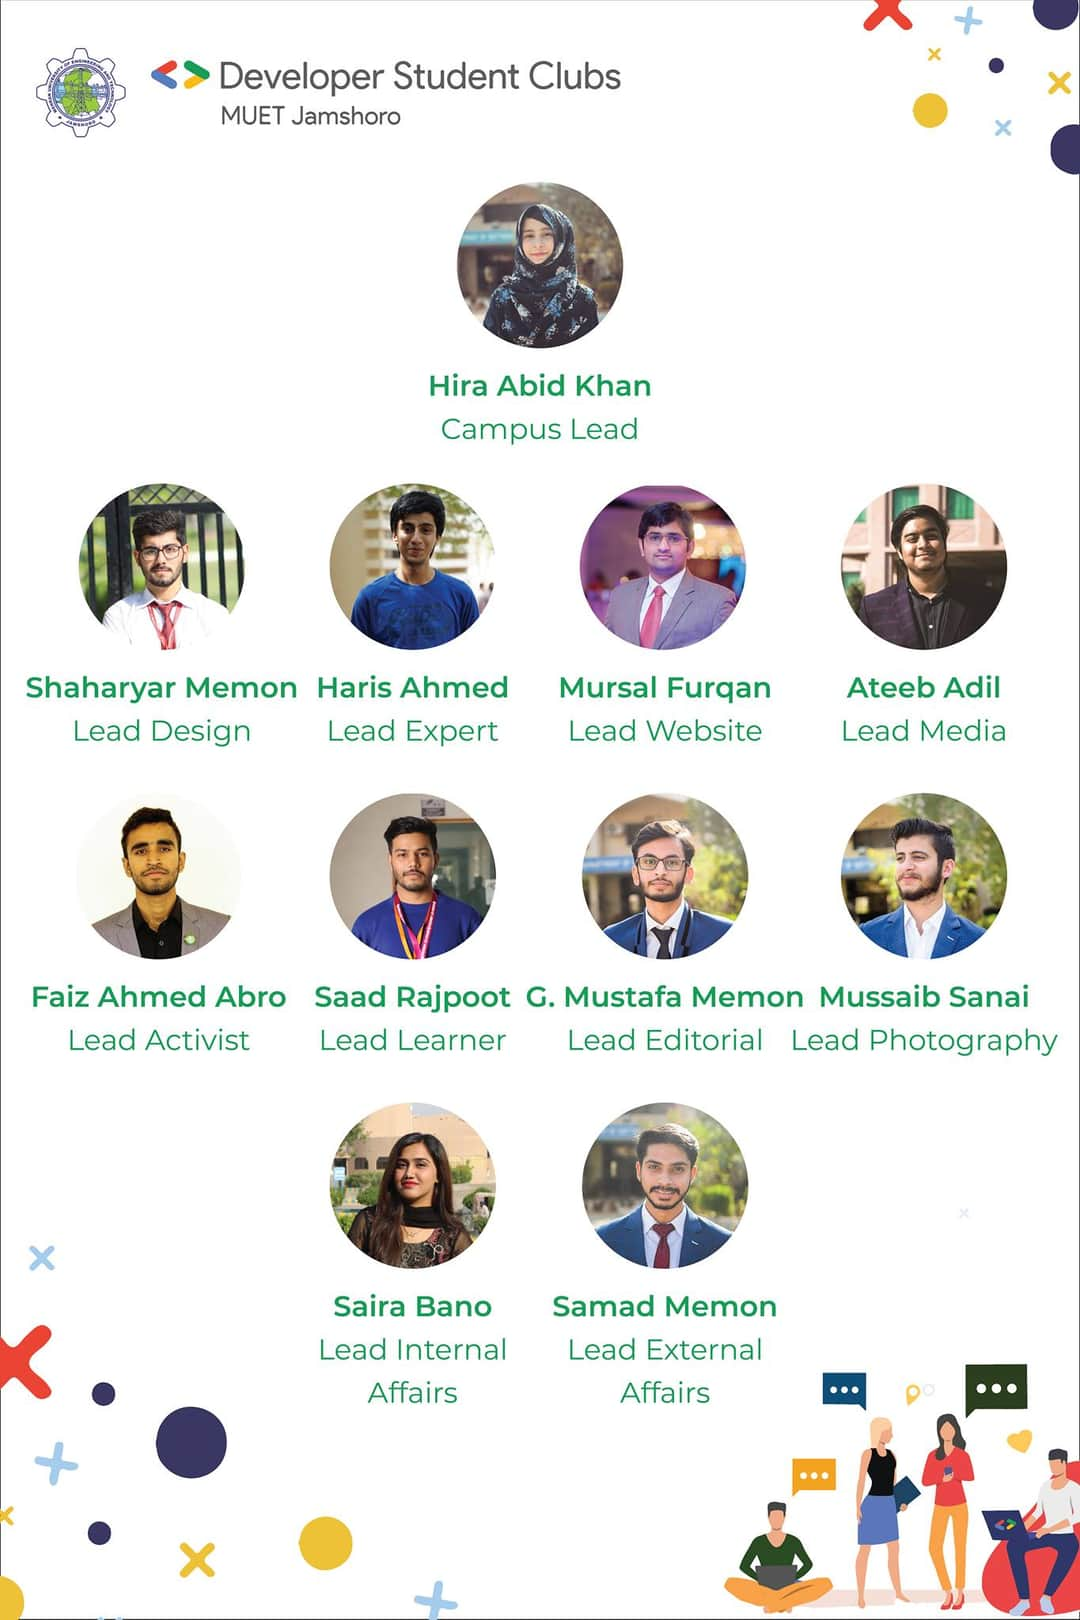 Developer Student Clubs
MUET Jamshoro
Hira Abid Khan
Campus Lead
Shaharyar Memon
Lead Design
Haris Ahmed
Lead Expert
Mursal Furqan
Lead Website
Ateeb Adil
Lead Media
Faiz Ahmed Abro
Lead Activist
Saad Rajpoot
Lead Learner
G. Mustafa Memon
Lead Editorial
Mussaib Sanai
Lead Photography
Saira Bano
Lead Internal
Affairs
Samad Memon
Lead External
Affairs